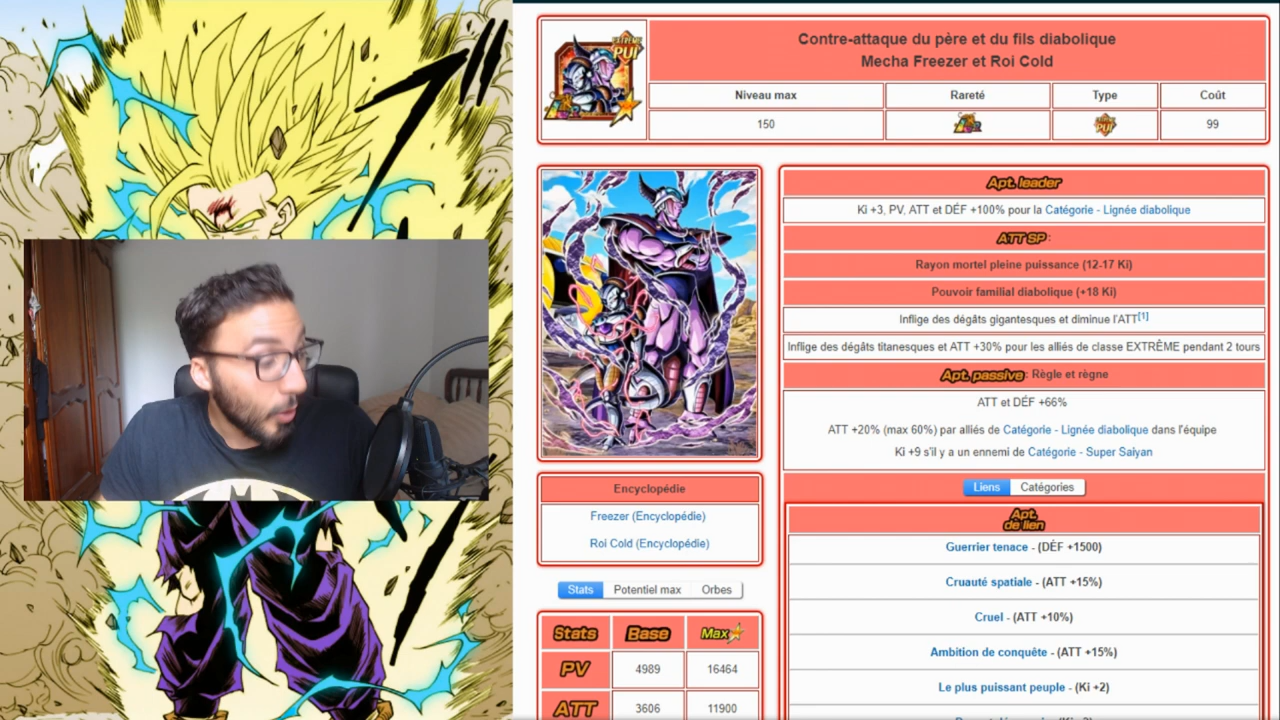 Contre-attaque du père et du fils diabolique
Mecha Freezer et Roi Cold
EXTREME
PUI
Niveau max Rareté Type Coût
150 PUI 99
Apt. leader
Ki +3, PV, ATT et DÉF +100% pour la Catégorie - Lignée diabolique
ATT SP :
Rayon mortel pleine puissance (12-17 Ki)
Pouvoir familial diabolique (+18 Ki)
Inflige des dégâts gigantesques et diminue l'ATT[1]
Inflige des dégâts titanesques et ATT +30% pour les alliés de classe EXTRÊME pendant 2 tours
Apt. passive : Règle et règne
ATT et DÉF +66%
ATT +20% (max 60%) par alliés de Catégorie - Lignée diabolique dans l'équipe
Ki +9 s'il y a un ennemi de Catégorie - Super Saiyan
Liens Catégories
Apt.
de lien
Guerrier tenace - (DÉF +1500)
Cruauté spatiale - (ATT +15%)
Cruel - (ATT +10%)
Ambition de conquête - (ATT +15%)
Le plus puissant peuple - (Ki +2)
Encyclopédie
Freezer (Encyclopédie)
Roi Cold (Encyclopédie)
Stats Potentiel max Orbes
Stats Base Max
PV 4989 16464
ATT 3606 11900